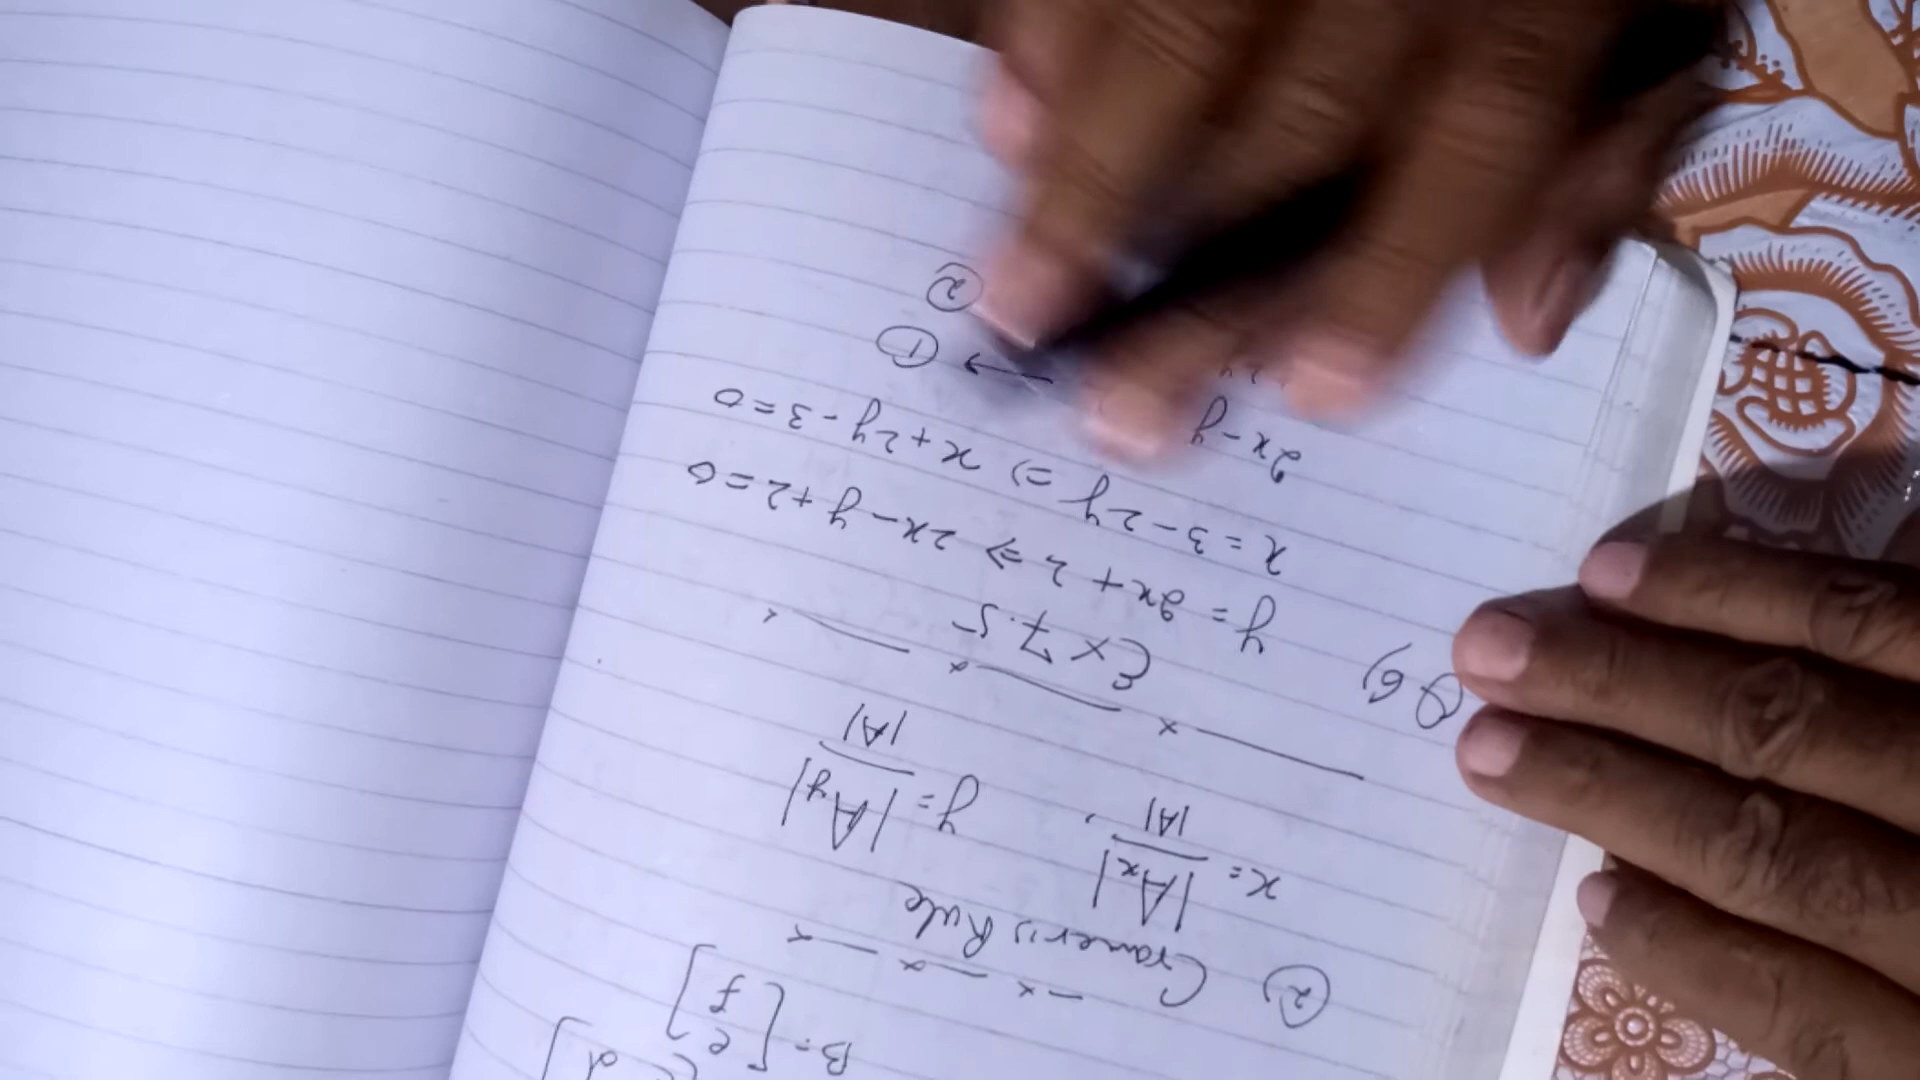 [ c d ]
B = [ e f ]
— x — x — x
② Cramer's Rule
x = |Ax| / |A| , y = |Ay| / |A|
Ex 7.5
Q6) y = 2x + 2 ⇒ 2x - y + 2 = 0
x = 3 - 2y ⇒ x + 2y - 3 = 0
2x - y → ①
②